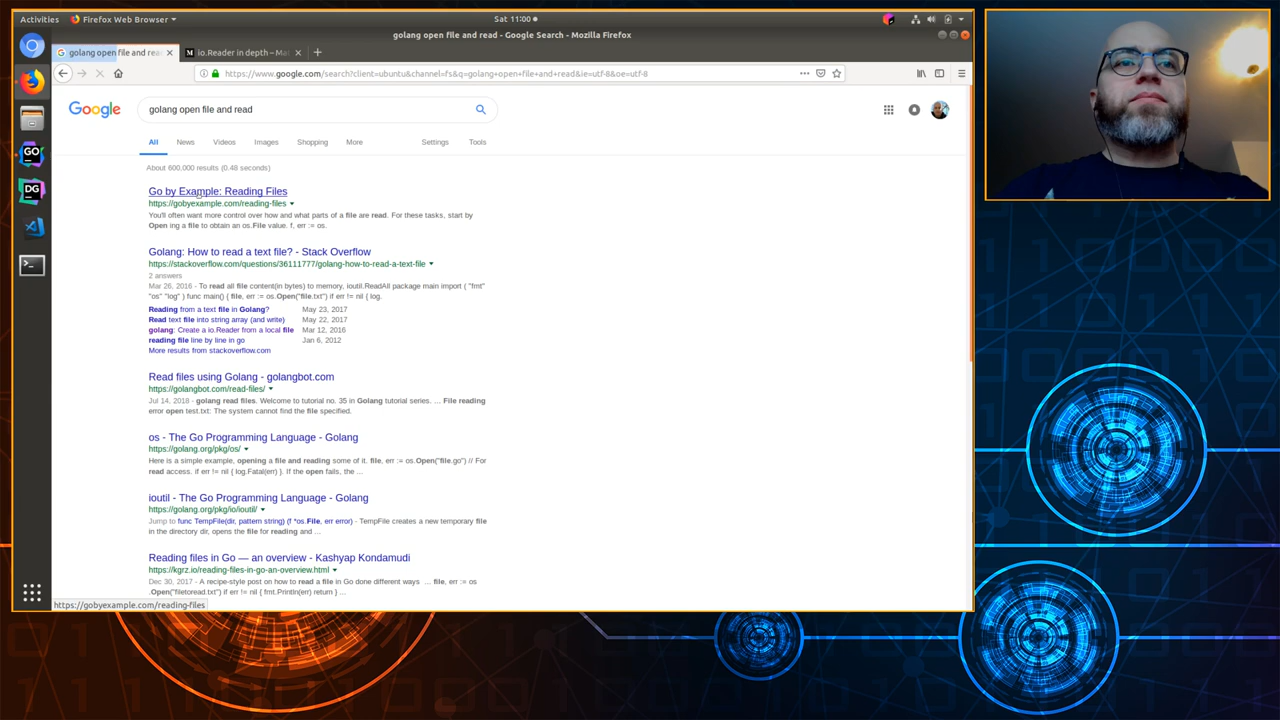 Activities
Firefox Web Browser
Sat 11:00
golang open file and read - Google Search - Mozilla Firefox
golang open file and rea
io.Reader in depth – Ma
https://www.google.com/search?client=ubuntu&channel=fs&q=golang+open+file+and+read&ie=utf-8&oe=utf-8
Google
golang open file and read
All
News
Videos
Images
Shopping
More
Settings
Tools
About 600,000 results (0.48 seconds)
Go by Example: Reading Files
https://gobyexample.com/reading-files
You'll often want more control over how and what parts of a file are read. For these tasks, start by
Open ing a file to obtain an os.File value. f, err := os.
Golang: How to read a text file? - Stack Overflow
https://stackoverflow.com/questions/36111777/golang-how-to-read-a-text-file
2 answers
Mar 26, 2016 - To read all file content(in bytes) to memory, ioutil.ReadAll package main import ( "fmt"
"os" "log" ) func main() { file, err := os.Open("file.txt") if err != nil { log.
Reading from a text file in Golang? May 23, 2017
Read text file into string array (and write) May 22, 2017
golang: Create a io.Reader from a local file Mar 12, 2016
reading file line by line in go Jan 6, 2012
More results from stackoverflow.com
Read files using Golang - golangbot.com
https://golangbot.com/read-files/
Jul 14, 2018 - golang read files. Welcome to tutorial no. 35 in Golang tutorial series. ... File reading
error open test.txt: The system cannot find the file specified.
os - The Go Programming Language - Golang
https://golang.org/pkg/os/
Here is a simple example, opening a file and reading some of it. file, err := os.Open("file.go") // For
read access. if err != nil { log.Fatal(err) }. If the open fails, the ...
ioutil - The Go Programming Language - Golang
https://golang.org/pkg/io/ioutil/
Jump to func TempFile(dir, pattern string) (f *os.File, err error) - TempFile creates a new temporary file
in the directory dir, opens the file for reading and ...
Reading files in Go — an overview - Kashyap Kondamudi
https://kgrz.io/reading-files-in-go-an-overview.html
Dec 30, 2017 - A recipe-style post on how to read a file in Go done different ways ... file, err := os
.Open("filetoread.txt") if err != nil { fmt.Println(err) return } ...
https://gobyexample.com/reading-files
GO
DG